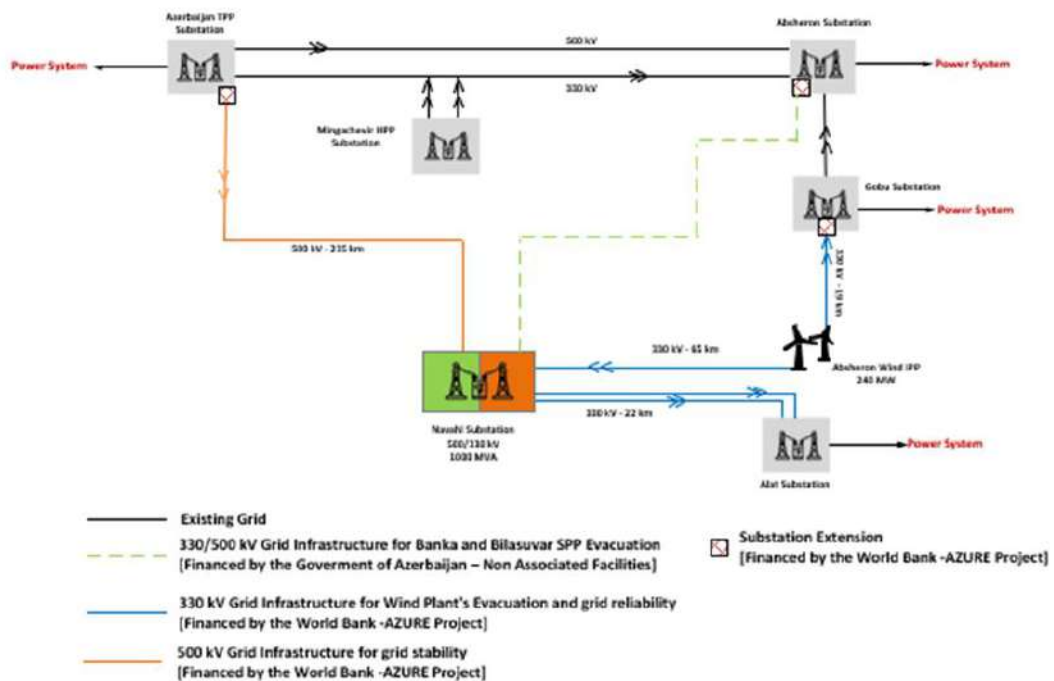 Azerbaijan TPP
Substation
Absheron Substation
500 kV
Power System
Power System
330 kV
Mingachevir HPP
Substation
Goba Substation
Power System
500 kV - 235 km
330 kV - 19 km
330 kV - 65 km
Absheron Wind IPP
240 MW
330 kV - 22 km
Navahi Substation
500/330 kV
1000 MVA
Power System
Alat Substation
Existing Grid
330/500 kV Grid Infrastructure for Banka and Bilasuvar SPP Evacuation
[Financed by the Goverment of Azerbaijan – Non Associated Facilities]
Substation Extension
[Financed by the World Bank -AZURE Project]
330 kV Grid Infrastructure for Wind Plant's Evacuation and grid reliability
[Financed by the World Bank -AZURE Project]
500 kV Grid Infrastructure for grid stability
[Financed by the World Bank -AZURE Project]